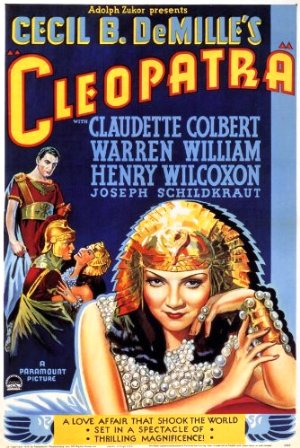 Adolph Zukor presents
CECIL B. DeMILLE'S
CLEOPATRA
WITH CLAUDETTE COLBERT
WARREN WILLIAM
HENRY WILCOXON
JOSEPH SCHILDKRAUT
A
PARAMOUNT
PICTURE
A LOVE AFFAIR THAT SHOOK THE WORLD
• SET IN A SPECTACLE OF •
• THRILLING MAGNIFICENCE! •